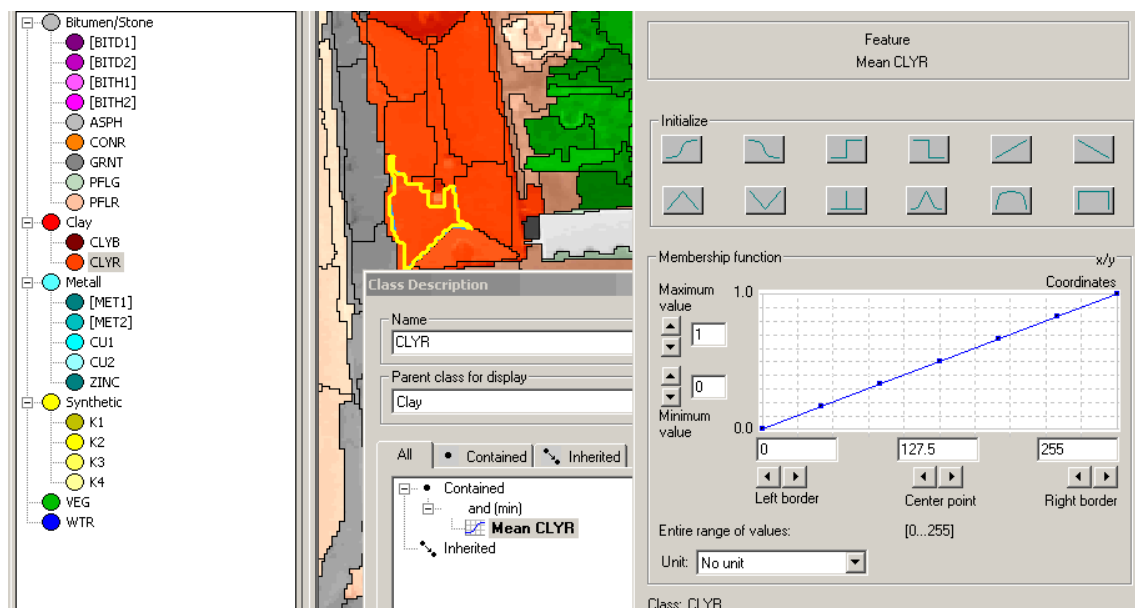 Bitumen/Stone
[BITD1]
[BITD2]
[BITH1]
[BITH2]
ASPH
CONR
GRNT
PFLG
PFLR
Clay
CLYB
CLYR
Metall
[MET1]
[MET2]
CU1
CU2
ZINC
Synthetic
K1
K2
K3
K4
VEG
WTR
Class Description
Name
CLYR
Parent class for display
Clay
All
Contained
Inherited
Contained
and (min)
Mean CLYR
Inherited
Feature
Mean CLYR
Initialize
Membership function
x/y
Coordinates
Maximum
value
1.0
1
0
Minimum
value
0.0
0
127.5
255
Left border
Center point
Right border
Entire range of values:
[0...255]
Unit:
No unit
Class: CLYR